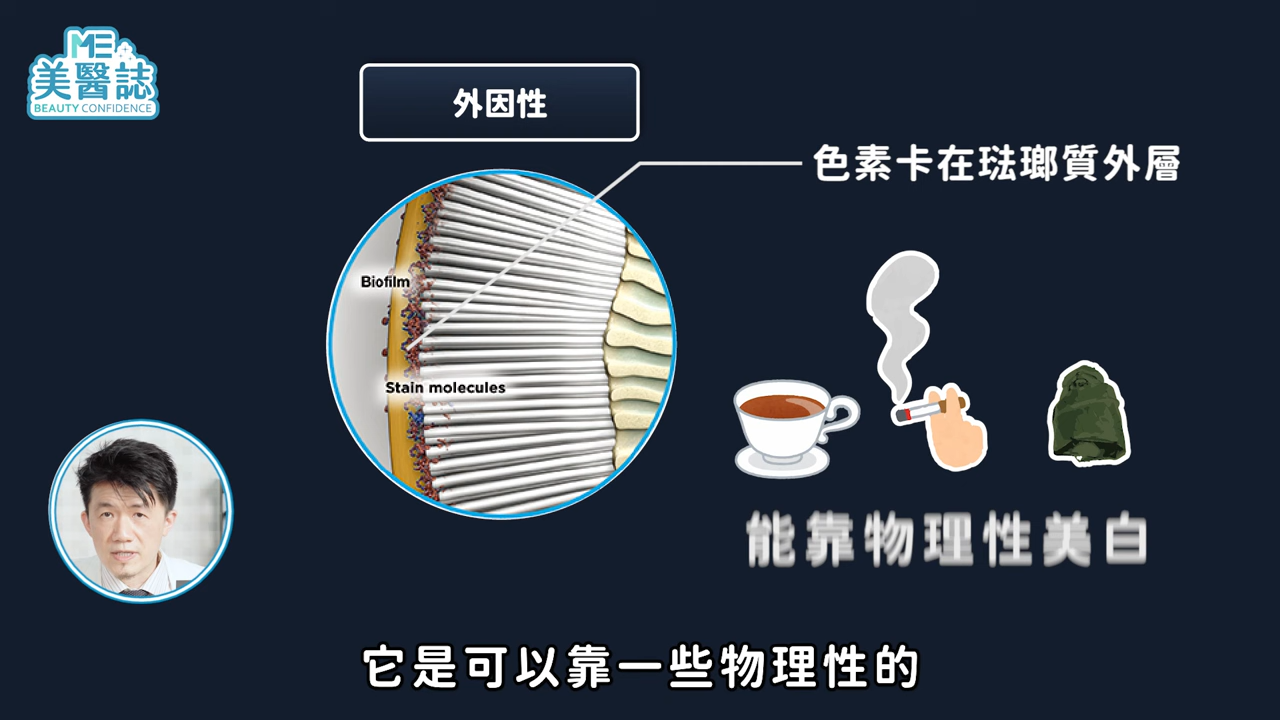 ME
美醫誌
BEAUTY CONFIDENCE
外因性
色素卡在琺瑯質外層
Biofilm
Stain molecules
能靠物理性美白
它是可以靠一些物理性的